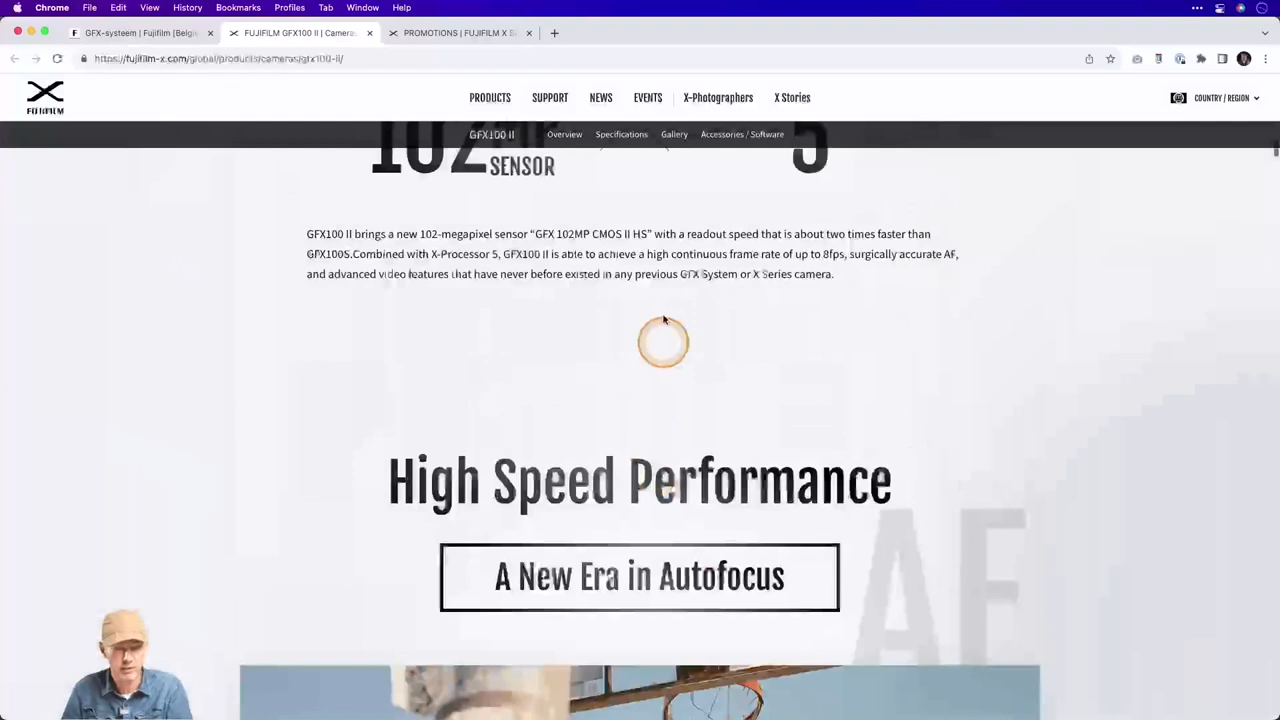 Chrome File Edit View History Bookmarks Profiles Tab Window Help
GFX-systeem | Fujifilm [Belgi
FUJIFILM GFX100 II | Camera
PROMOTIONS | FUJIFILM X
https://fujifilm-x.com/global/products/cameras/gfx100-ii/
FUJIFILM
PRODUCTS SUPPORT NEWS EVENTS X-Photographers X Stories
COUNTRY / REGION
GFX100 II Overview Specifications Gallery Accessories / Software
102 5
SENSOR
GFX100 II brings a new 102-megapixel sensor “GFX 102MP CMOS II HS” with a readout speed that is about two times faster than
GFX100S.Combined with X-Processor 5, GFX100 II is able to achieve a high continuous frame rate of up to 8fps, surgically accurate AF,
and advanced video features that have never before existed in any previous GFX System or X Series camera.
High Speed Performance
A New Era in Autofocus
AF